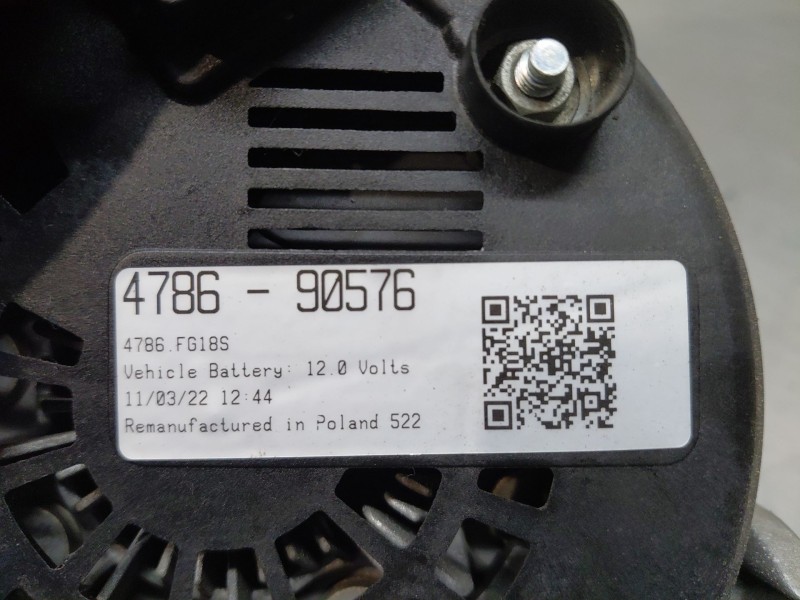 4786 - 90576
4786.FG18S
Vehicle Battery: 12.0 Volts
11/03/22 12:44
Remanufactured in Poland 522